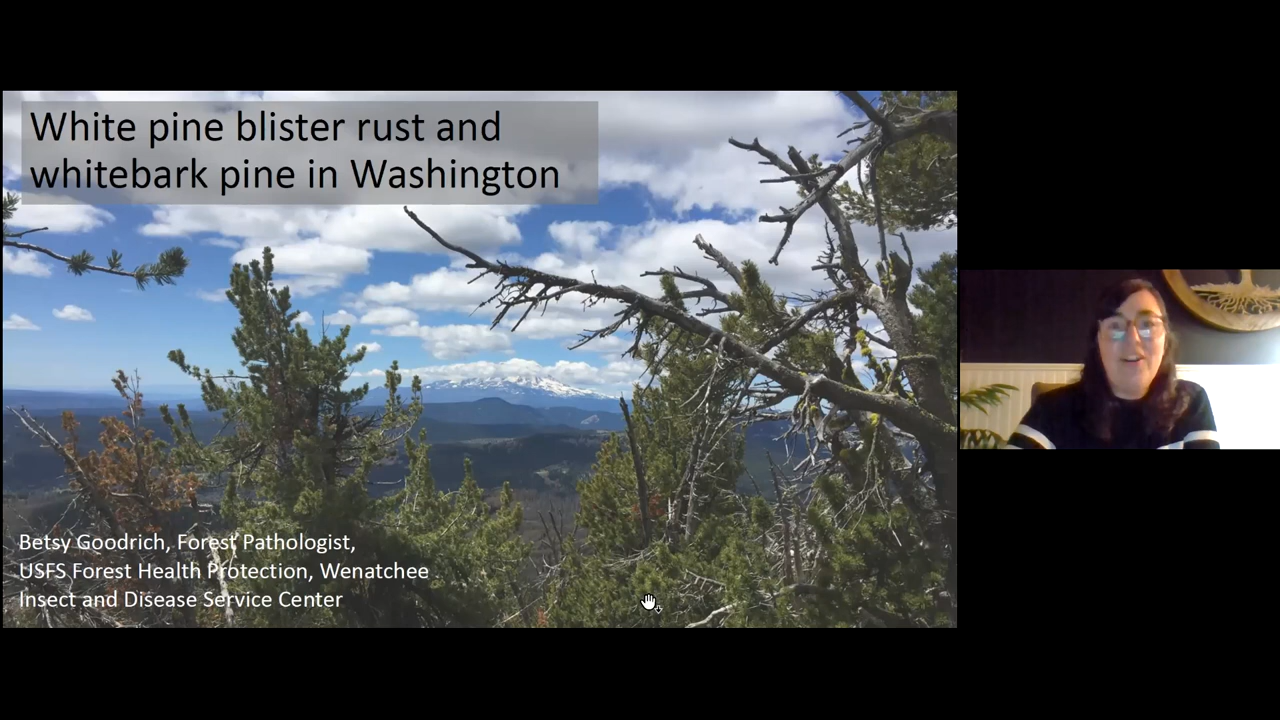 White pine blister rust and
whitebark pine in Washington
Betsy Goodrich, Forest Pathologist,
USFS Forest Health Protection, Wenatchee
Insect and Disease Service Center